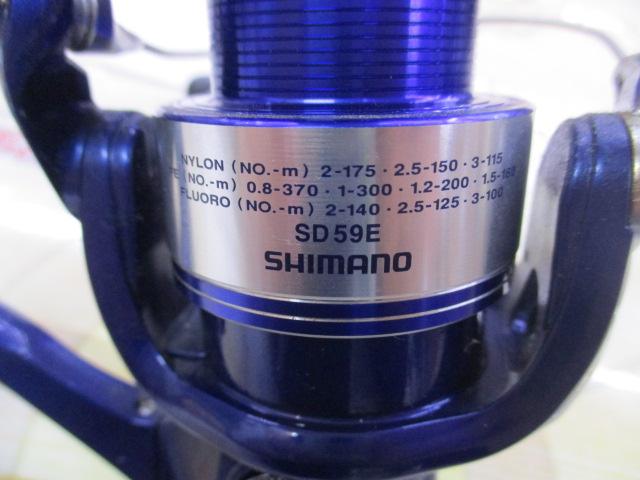 NYLON (NO.-m) 2-175 · 2.5-150 · 3-115
PE (NO.-m) 0.8-370 · 1-300 · 1.2-200 ·
FLUORO (NO.-m) 2-140 · 2.5-125 · 3-100
SD59E
SHIMANO